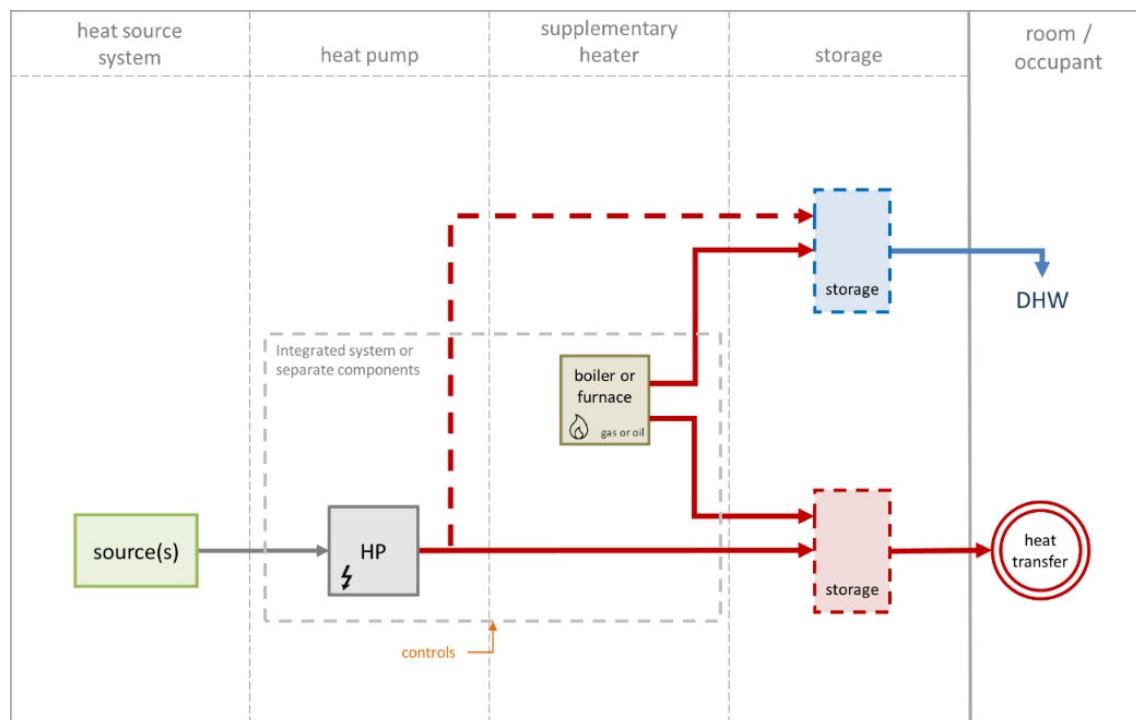 heat source
system
heat pump
supplementary
heater
storage
room /
occupant
storage
DHW
Integrated system or
separate components
boiler or
furnace
gas or oil
source(s)
HP
storage
heat
transfer
controls